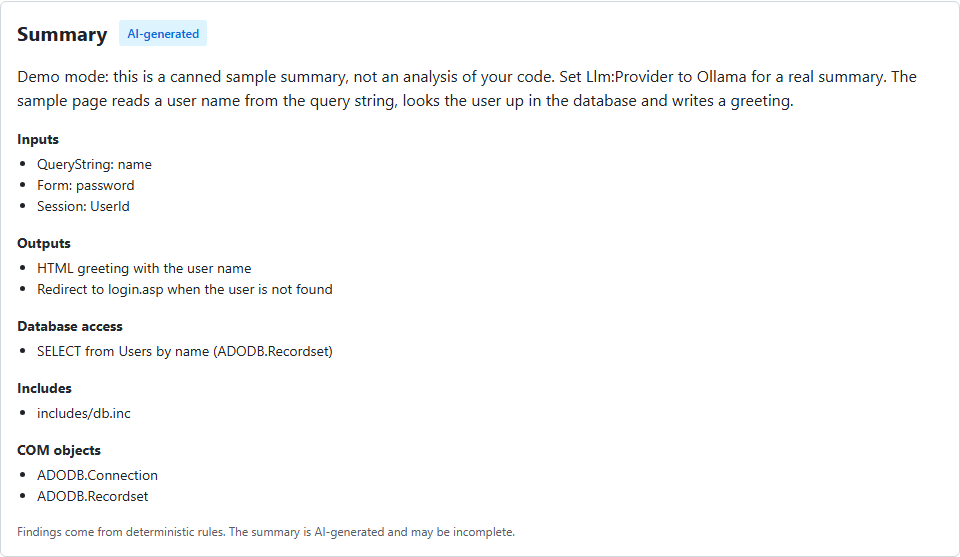 Summary AI-generated
Demo mode: this is a canned sample summary, not an analysis of your code. Set Llm:Provider to Ollama for a real summary. The
sample page reads a user name from the query string, looks the user up in the database and writes a greeting.
Inputs
• QueryString: name
• Form: password
• Session: UserId
Outputs
• HTML greeting with the user name
• Redirect to login.asp when the user is not found
Database access
• SELECT from Users by name (ADODB.Recordset)
Includes
• includes/db.inc
COM objects
• ADODB.Connection
• ADODB.Recordset
Findings come from deterministic rules. The summary is AI-generated and may be incomplete.